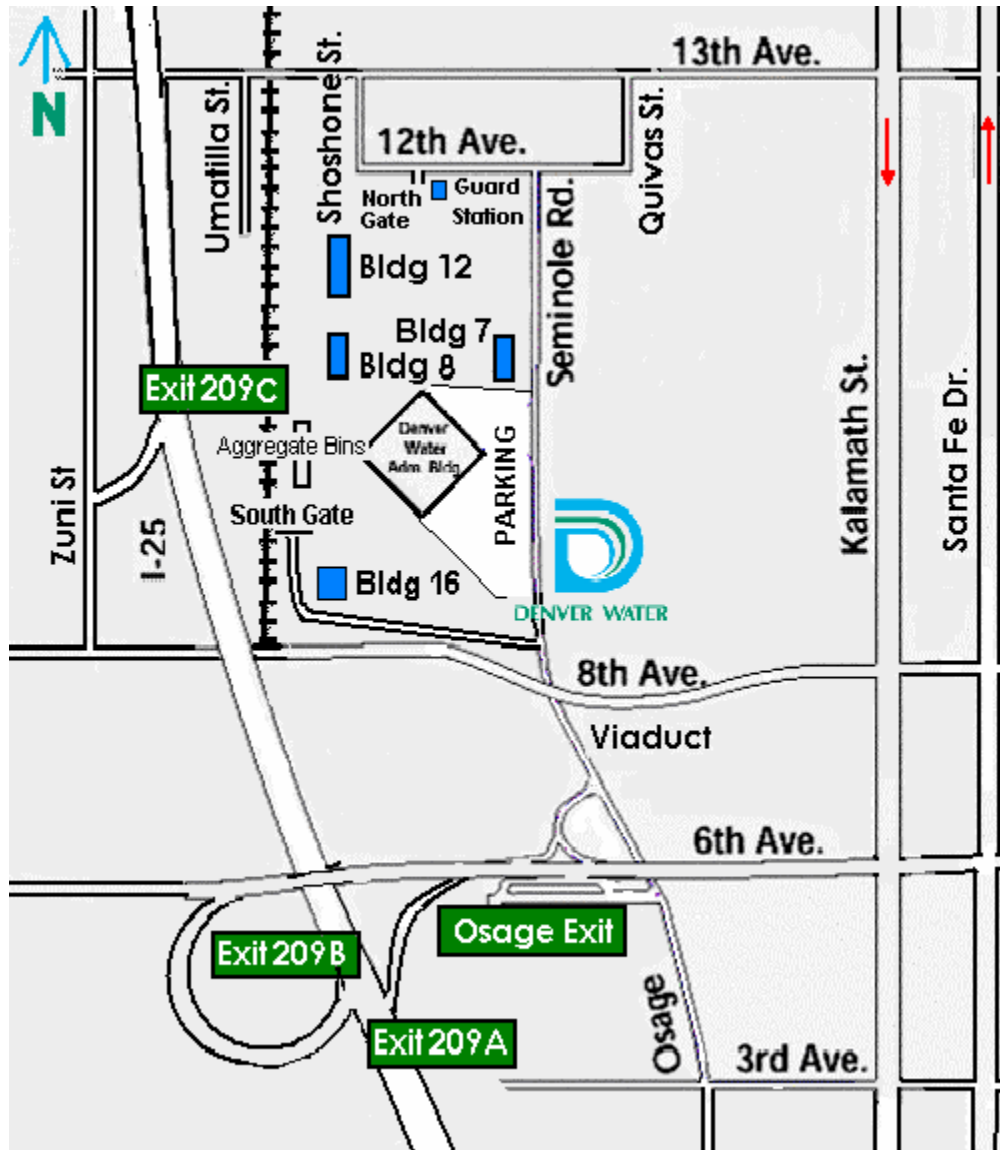 13th Ave.
N
Umatilla St.
Shoshone St.
12th Ave.
Quivas St.
North
Gate
Guard
Station
Seminole Rd.
Bldg 12
Bldg 7
Bldg 8
Exit 209C
Kalamath St.
Santa Fe Dr.
Denver
Water
Adm. Bldg
Aggregate Bins
PARKING
Zuni St
I-25
South Gate
Bldg 16
DENVER WATER
8th Ave.
Viaduct
6th Ave.
Osage Exit
Exit 209B
Osage
Exit 209A
3rd Ave.